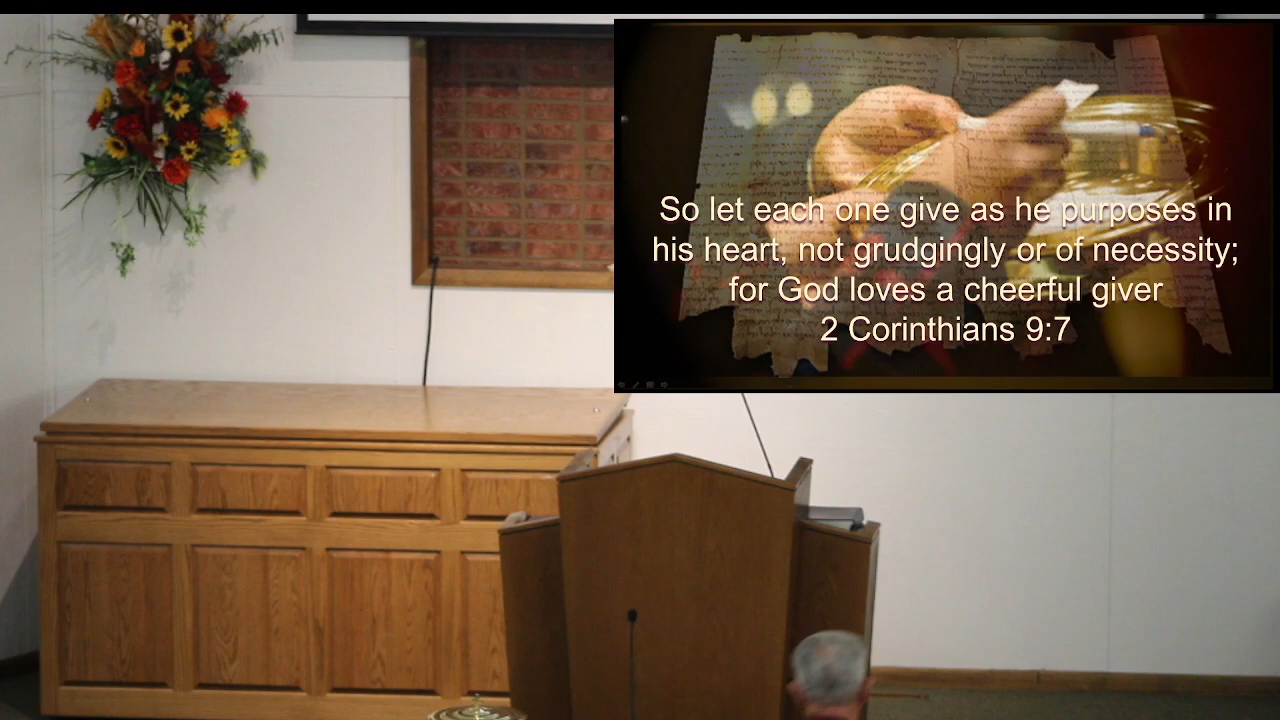 So let each one give as he purposes in
his heart, not grudgingly or of necessity;
for God loves a cheerful giver
2 Corinthians 9:7